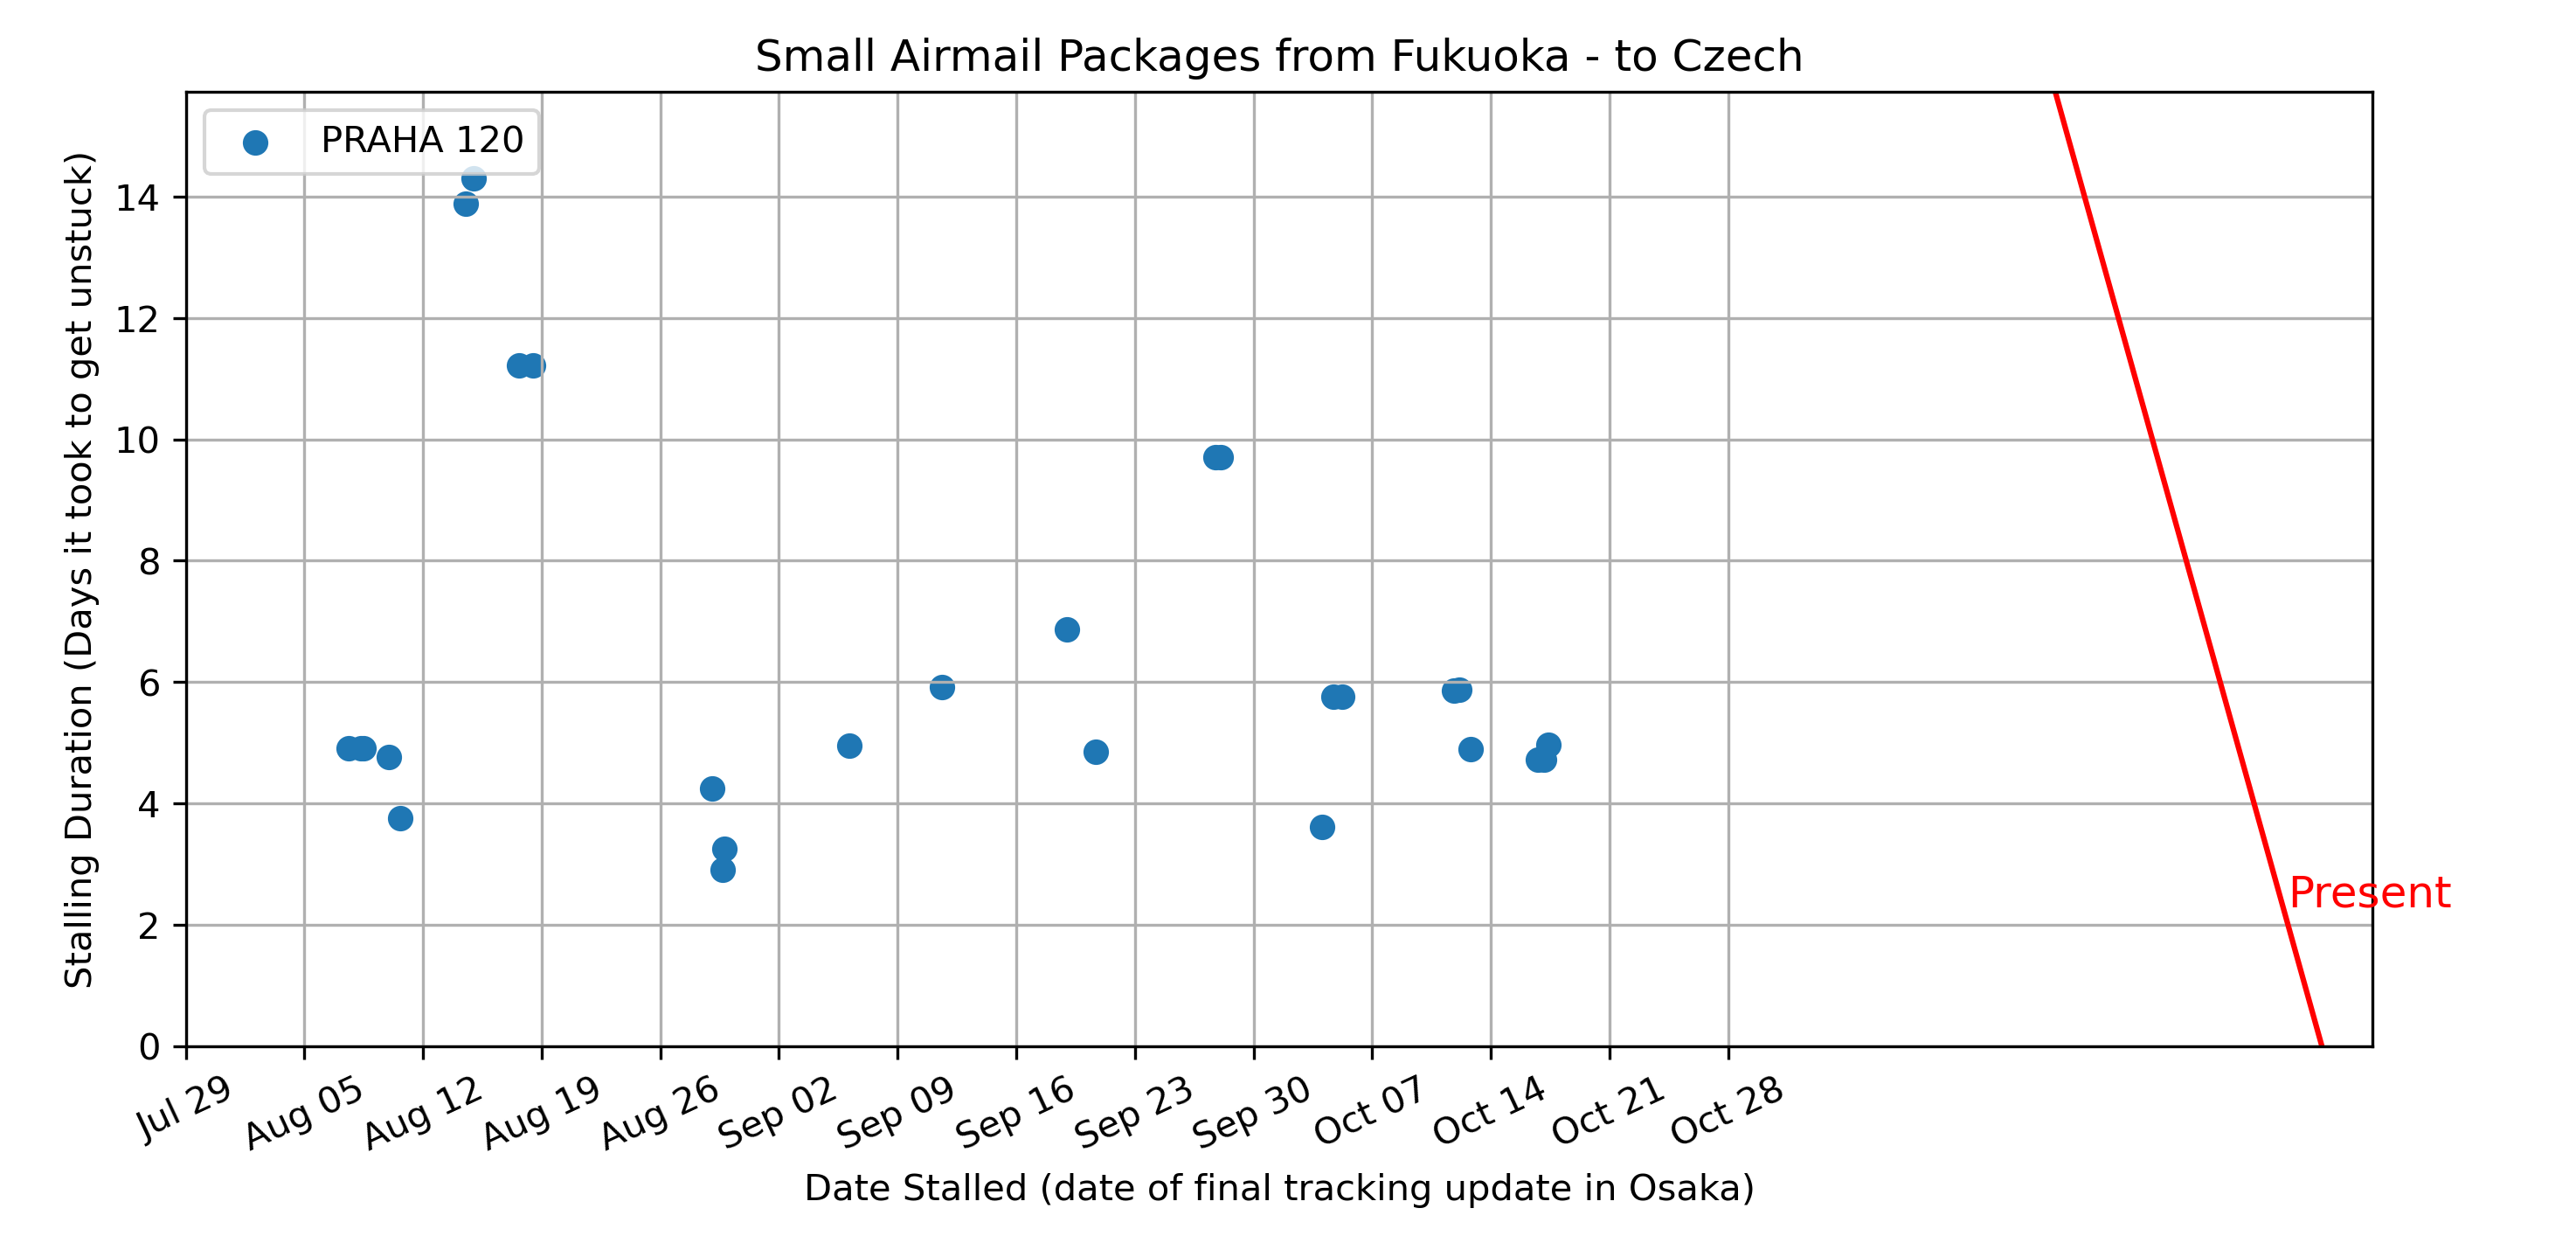 Small Airmail Packages from Fukuoka - to Czech
PRAHA 120
Stalling Duration (Days it took to get unstuck)
14
12
10
8
6
4
2
0
Present
Jul 29
Aug 05
Aug 12
Aug 19
Aug 26
Sep 02
Sep 09
Sep 16
Sep 23
Sep 30
Oct 07
Oct 14
Oct 21
Oct 28
Date Stalled (date of final tracking update in Osaka)